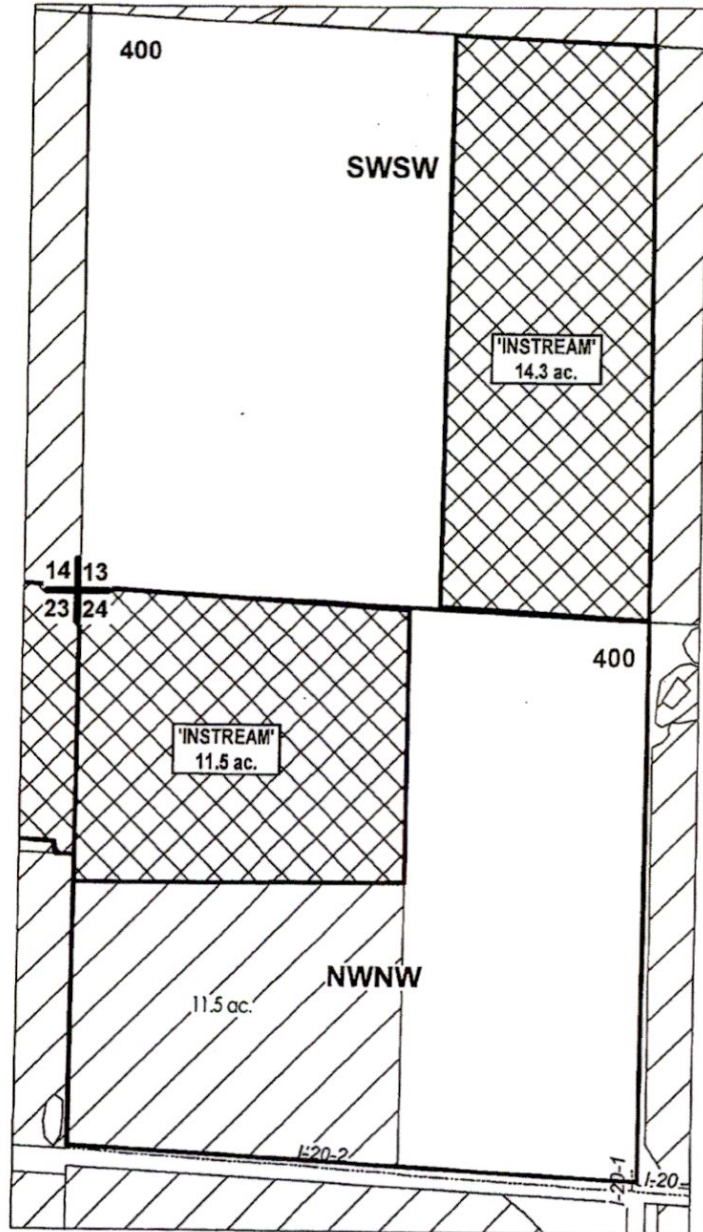 400
SWSW
'INSTREAM'
14.3 ac.
14 13
23 24
400
'INSTREAM'
11.5 ac.
NWNW
11.5 ac.
I-20-2
I-20-1
I-20